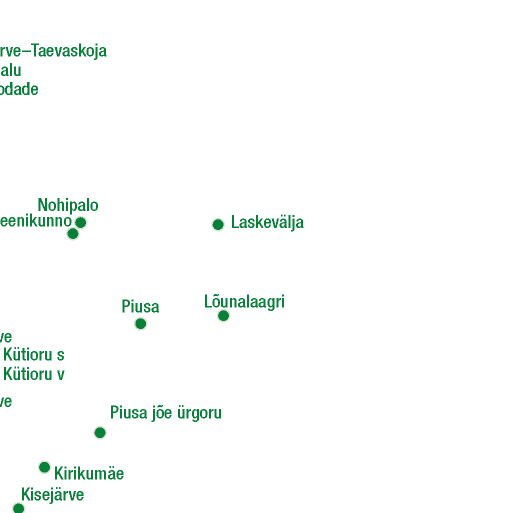 rve–Taevaskoja
alu
odade
Nohipalo
eenikunno
Laskevälja
Piusa
Lõunalaagri
ve
Kütioru s
Kütioru v
ve
Piusa jõe ürgoru
Kirikumäe
Kisejärve